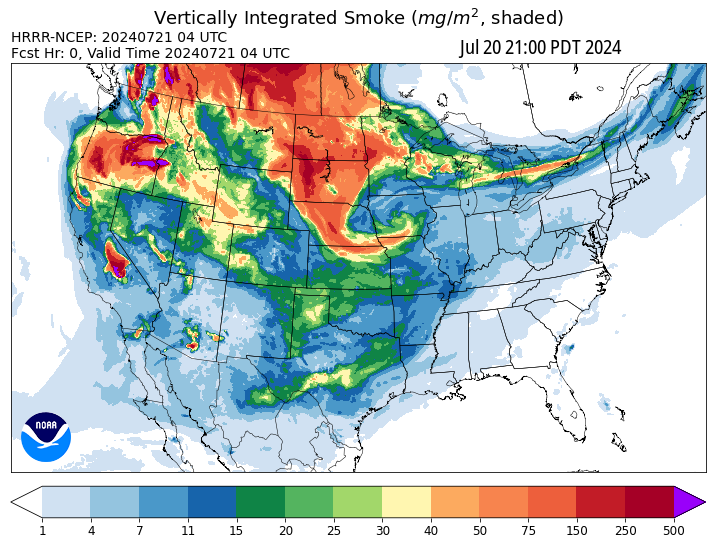 Vertically Integrated Smoke (mg/m², shaded)
HRRR-NCEP: 20240721 04 UTC
Fcst Hr: 0, Valid Time 20240721 04 UTC
Jul 20 21:00 PDT 2024
NOAA
1 4 7 11 15 20 25 30 40 50 75 150 250 500